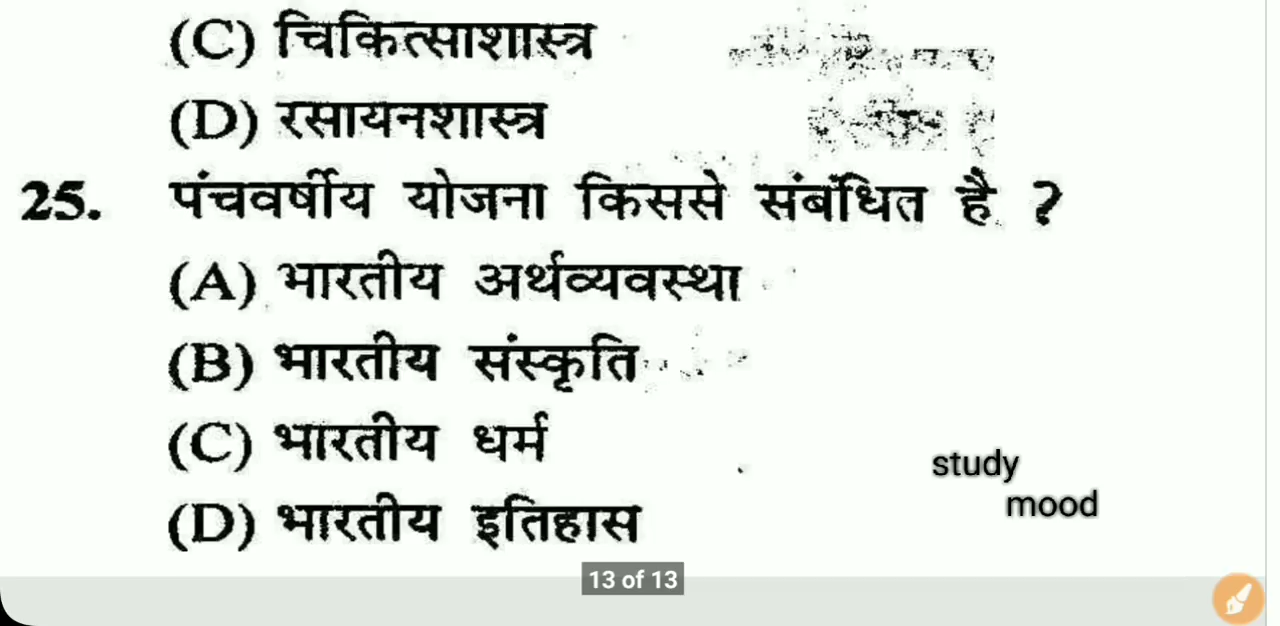 (C) चिकित्साशास्त्र
(D) रसायनशास्त्र
25. पंचवर्षीय योजना किससे संबंधित है ?
(A) भारतीय अर्थव्यवस्था
(B) भारतीय संस्कृति
(C) भारतीय धर्म
(D) भारतीय इतिहास
study
mood
13 of 13